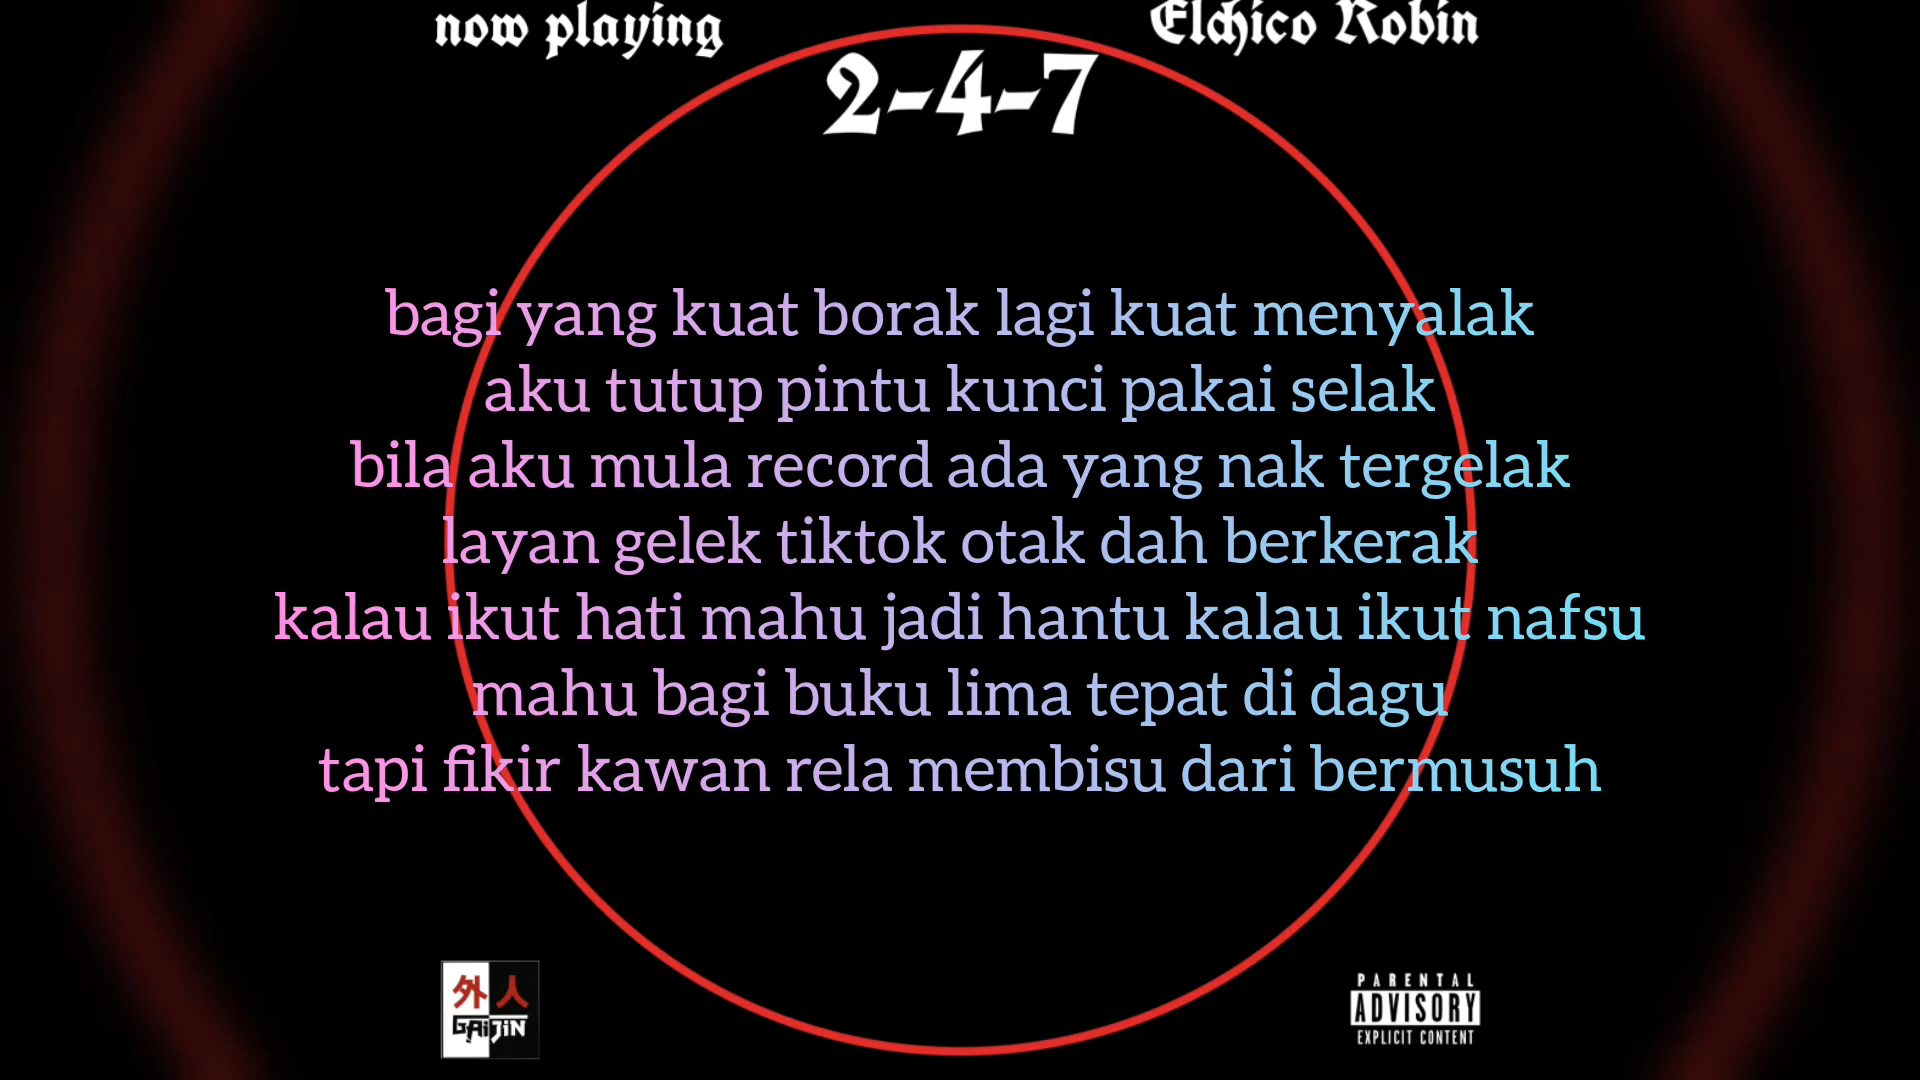 now playing
Elchico Robin
2-4-7
bagi yang kuat borak lagi kuat menyalak
aku tutup pintu kunci pakai selak
bila aku mula record ada yang nak tergelak
layan gelek tiktok otak dah berkerak
kalau ikut hati mahu jadi hantu kalau ikut nafsu
mahu bagi buku lima tepat di dagu
tapi fikir kawan rela membisu dari bermusuh
外人
GAIJIN
PARENTAL
ADVISORY
EXPLICIT CONTENT